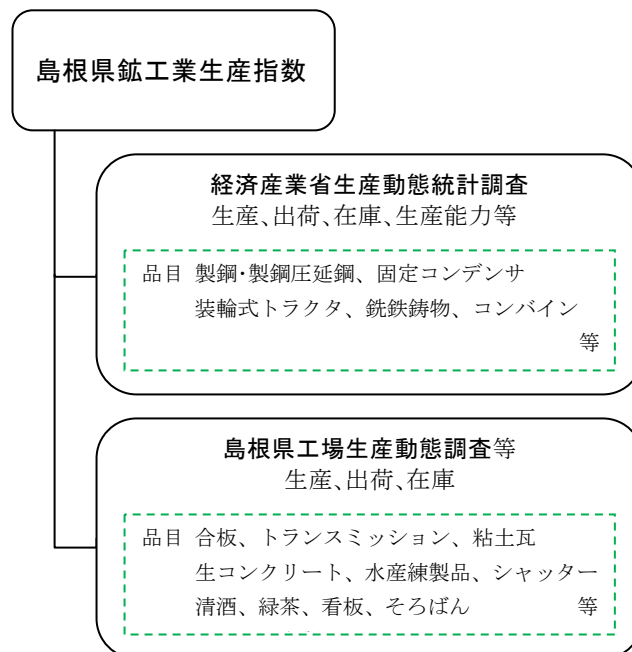 島根県鉱工業生産指数
経済産業省生産動態統計調査
生産、出荷、在庫、生産能力等
品目 製鋼・製鋼圧延鋼、固定コンデンサ
装輪式トラクタ、銑鉄鋳物、コンバイン
等
島根県工場生産動態調査等
生産、出荷、在庫
品目 合板、トランスミッション、粘土瓦
生コンクリート、水産練製品、シャッター
清酒、緑茶、看板、そろばん 等